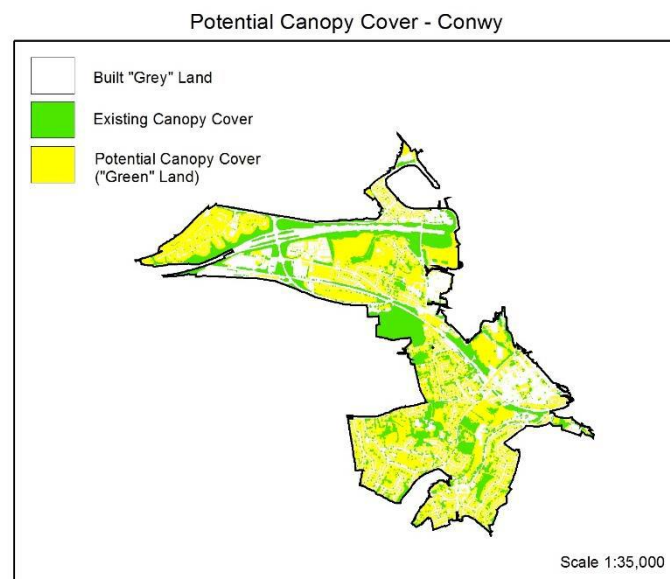 Potential Canopy Cover - Conwy
Built "Grey" Land
Existing Canopy Cover
Potential Canopy Cover
("Green" Land)
Scale 1:35,000